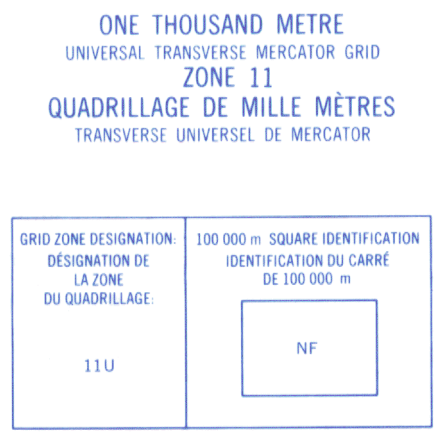 ONE THOUSAND METRE
UNIVERSAL TRANSVERSE MERCATOR GRID
ZONE 11
QUADRILLAGE DE MILLE MÈTRES
TRANSVERSE UNIVERSEL DE MERCATOR
GRID ZONE DESIGNATION:
DÉSIGNATION DE
LA ZONE
DU QUADRILLAGE:
11U
100 000 m SQUARE IDENTIFICATION
IDENTIFICATION DU CARRÉ
DE 100 000 m
NF